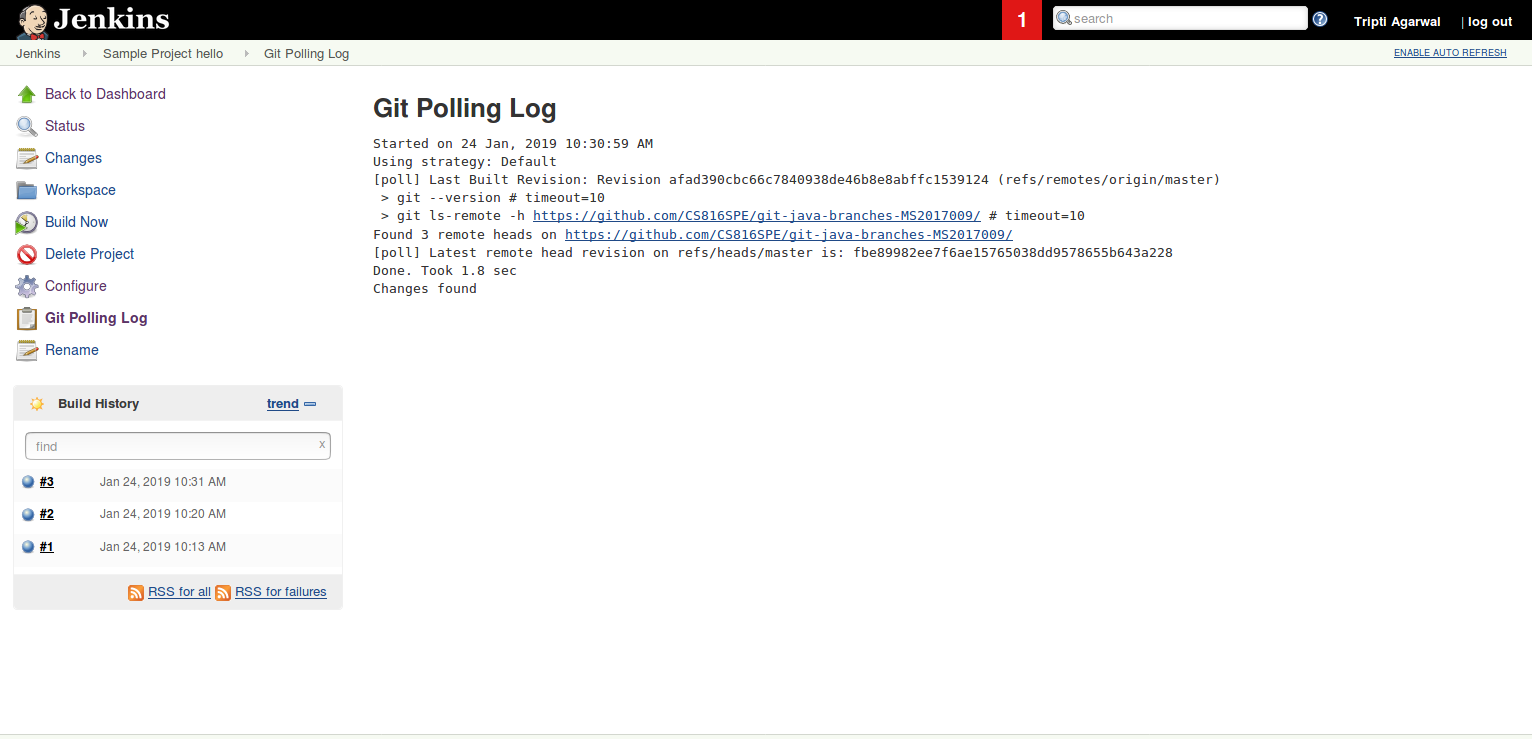 Jenkins
1
search
?
Tripti Agarwal | log out
Jenkins Sample Project hello Git Polling Log
ENABLE AUTO REFRESH
Back to Dashboard
Status
Changes
Workspace
Build Now
Delete Project
Configure
Git Polling Log
Rename
Build History trend
find x
#3 Jan 24, 2019 10:31 AM
#2 Jan 24, 2019 10:20 AM
#1 Jan 24, 2019 10:13 AM
RSS for all RSS for failures
Git Polling Log
Started on 24 Jan, 2019 10:30:59 AM
Using strategy: Default
[poll] Last Built Revision: Revision afad390cbc66c7840938de46b8e8abffc1539124 (refs/remotes/origin/master)
> git --version # timeout=10
> git ls-remote -h https://github.com/CS816SPE/git-java-branches-MS2017009/ # timeout=10
Found 3 remote heads on https://github.com/CS816SPE/git-java-branches-MS2017009/
[poll] Latest remote head revision on refs/heads/master is: fbe89982ee7f6ae15765038dd9578655b643a228
Done. Took 1.8 sec
Changes found